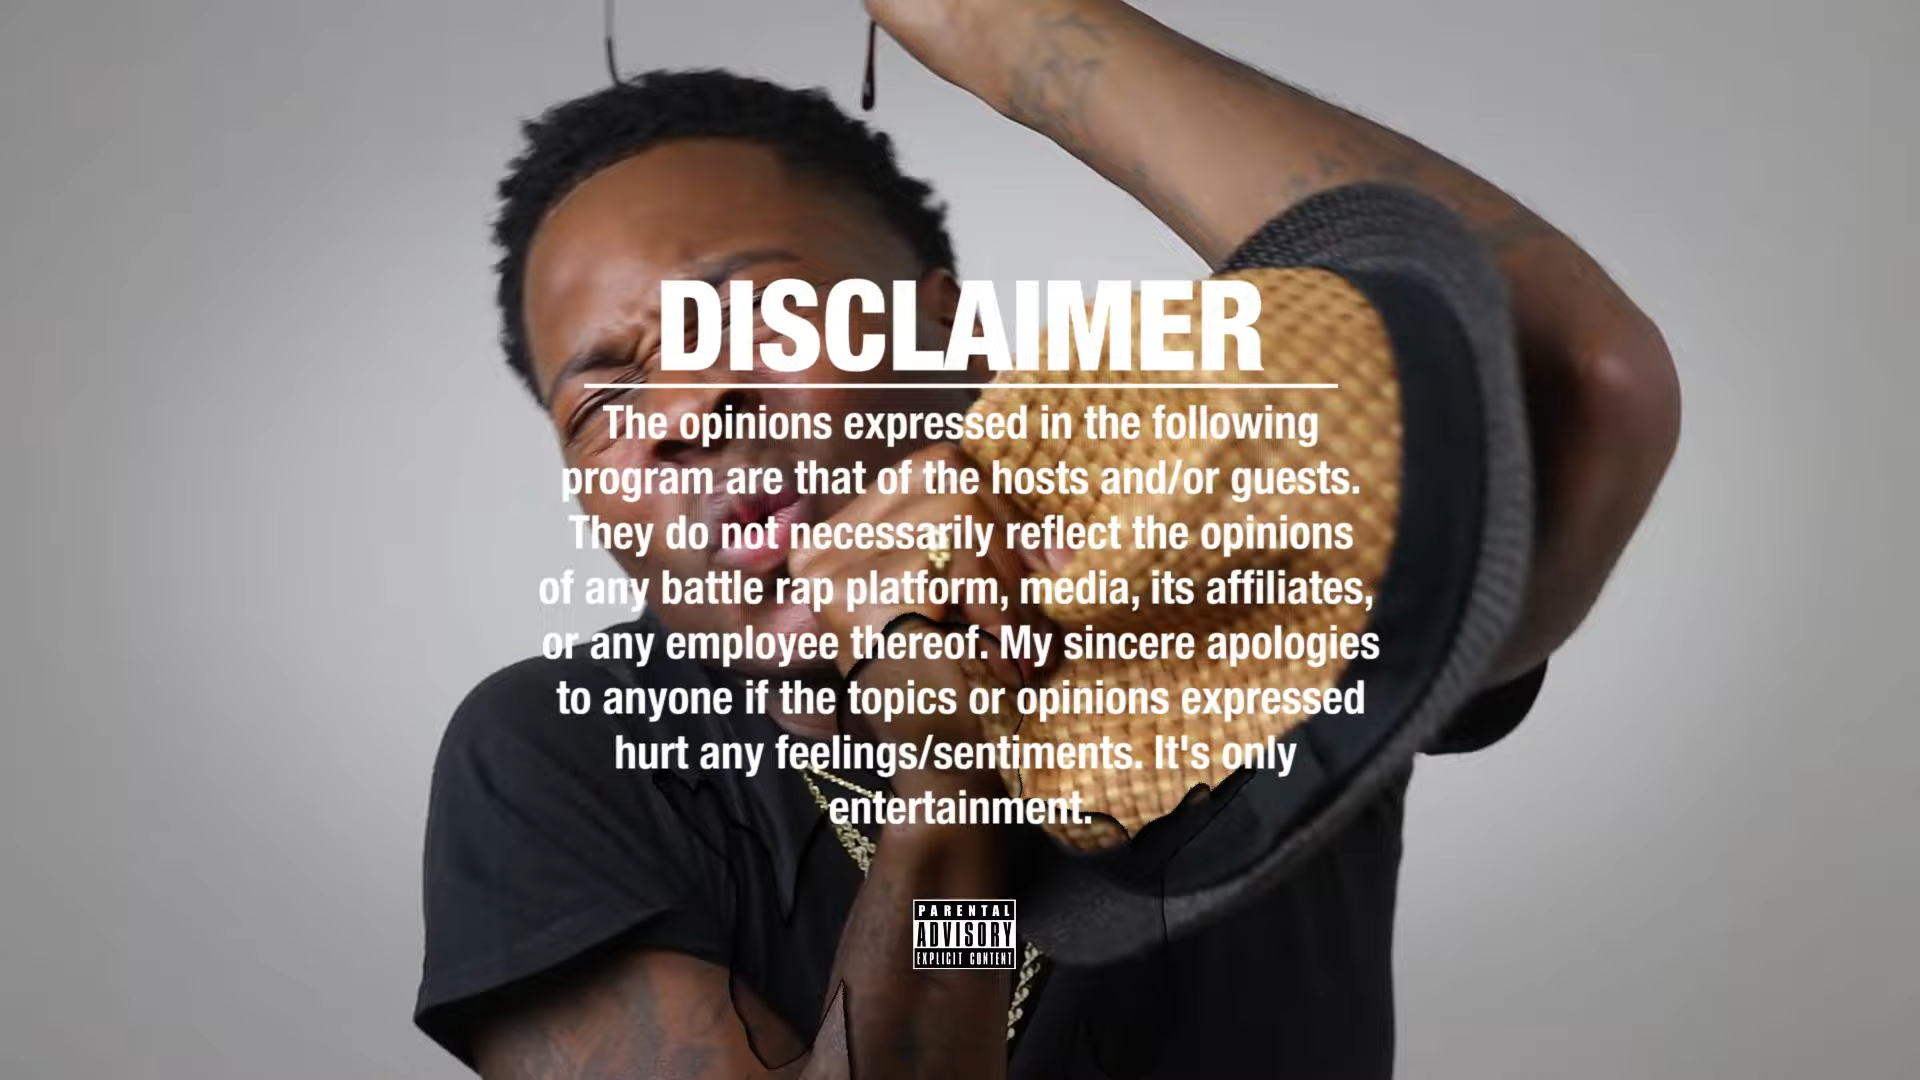 DISCLAIMER
The opinions expressed in the following
program are that of the hosts and/or guests.
They do not necessarily reflect the opinions
of any battle rap platform, media, its affiliates,
or any employee thereof. My sincere apologies
to anyone if the topics or opinions expressed
hurt any feelings/sentiments. It's only
entertainment.
PARENTAL
ADVISORY
EXPLICIT CONTENT